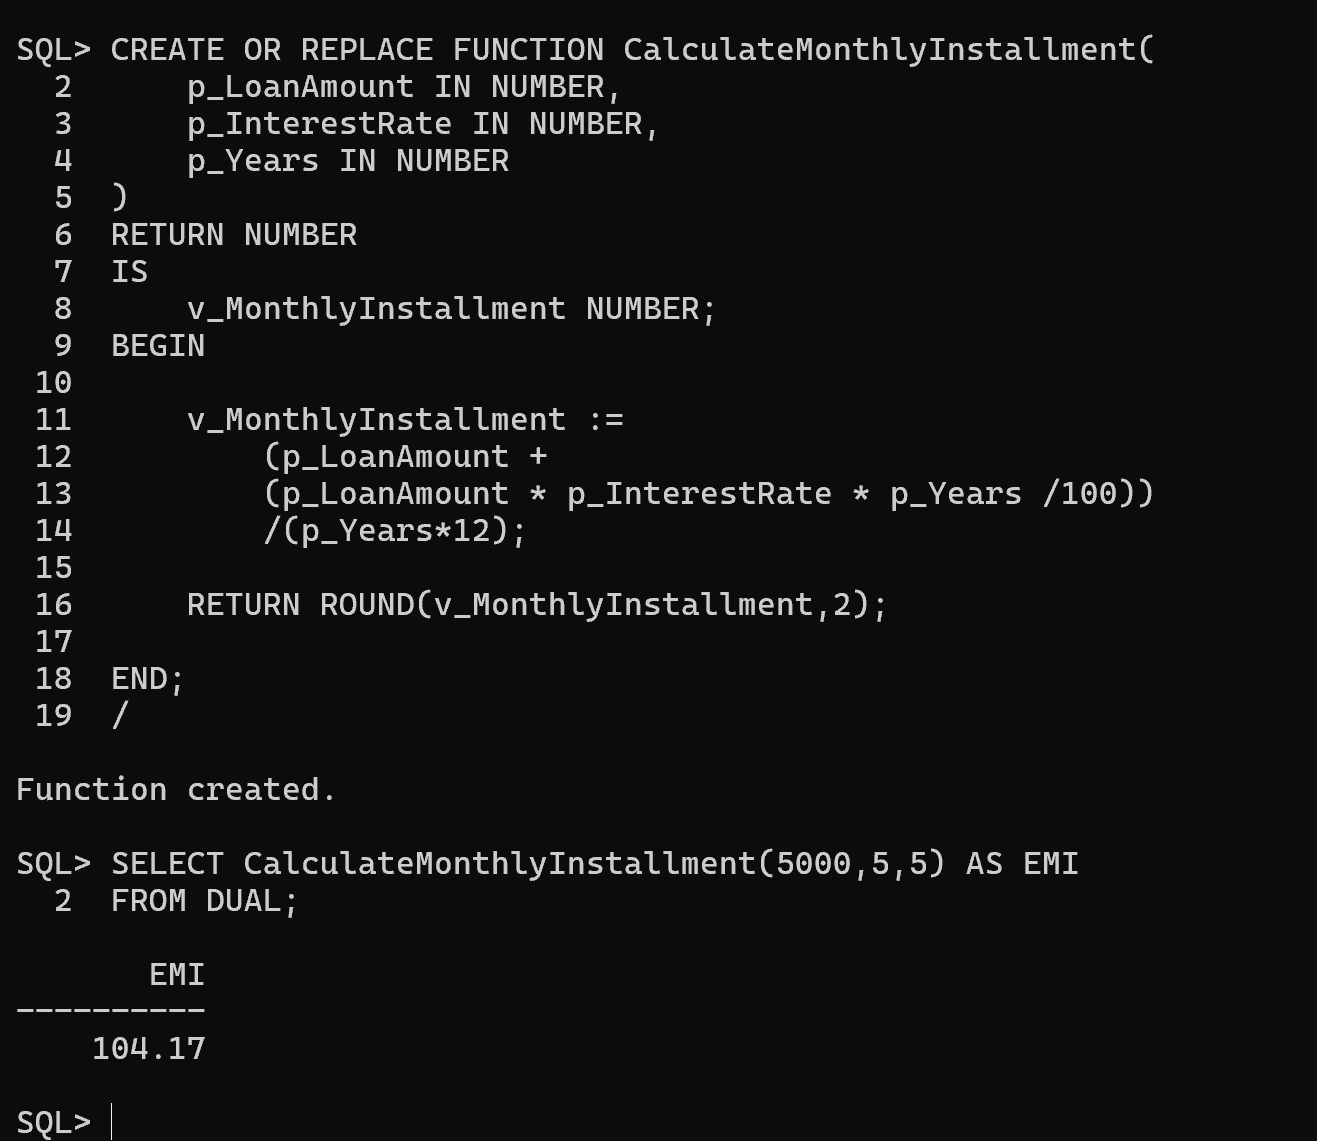 SQL> CREATE OR REPLACE FUNCTION CalculateMonthlyInstallment(
  2      p_LoanAmount IN NUMBER,
  3      p_InterestRate IN NUMBER,
  4      p_Years IN NUMBER
  5  )
  6  RETURN NUMBER
  7  IS
  8      v_MonthlyInstallment NUMBER;
  9  BEGIN
 10
 11      v_MonthlyInstallment :=
 12          (p_LoanAmount +
 13          (p_LoanAmount * p_InterestRate * p_Years /100))
 14          /(p_Years*12);
 15
 16      RETURN ROUND(v_MonthlyInstallment,2);
 17
 18  END;
 19  /
Function created.
SQL> SELECT CalculateMonthlyInstallment(5000,5,5) AS EMI
  2  FROM DUAL;
       EMI
----------
    104.17
SQL>